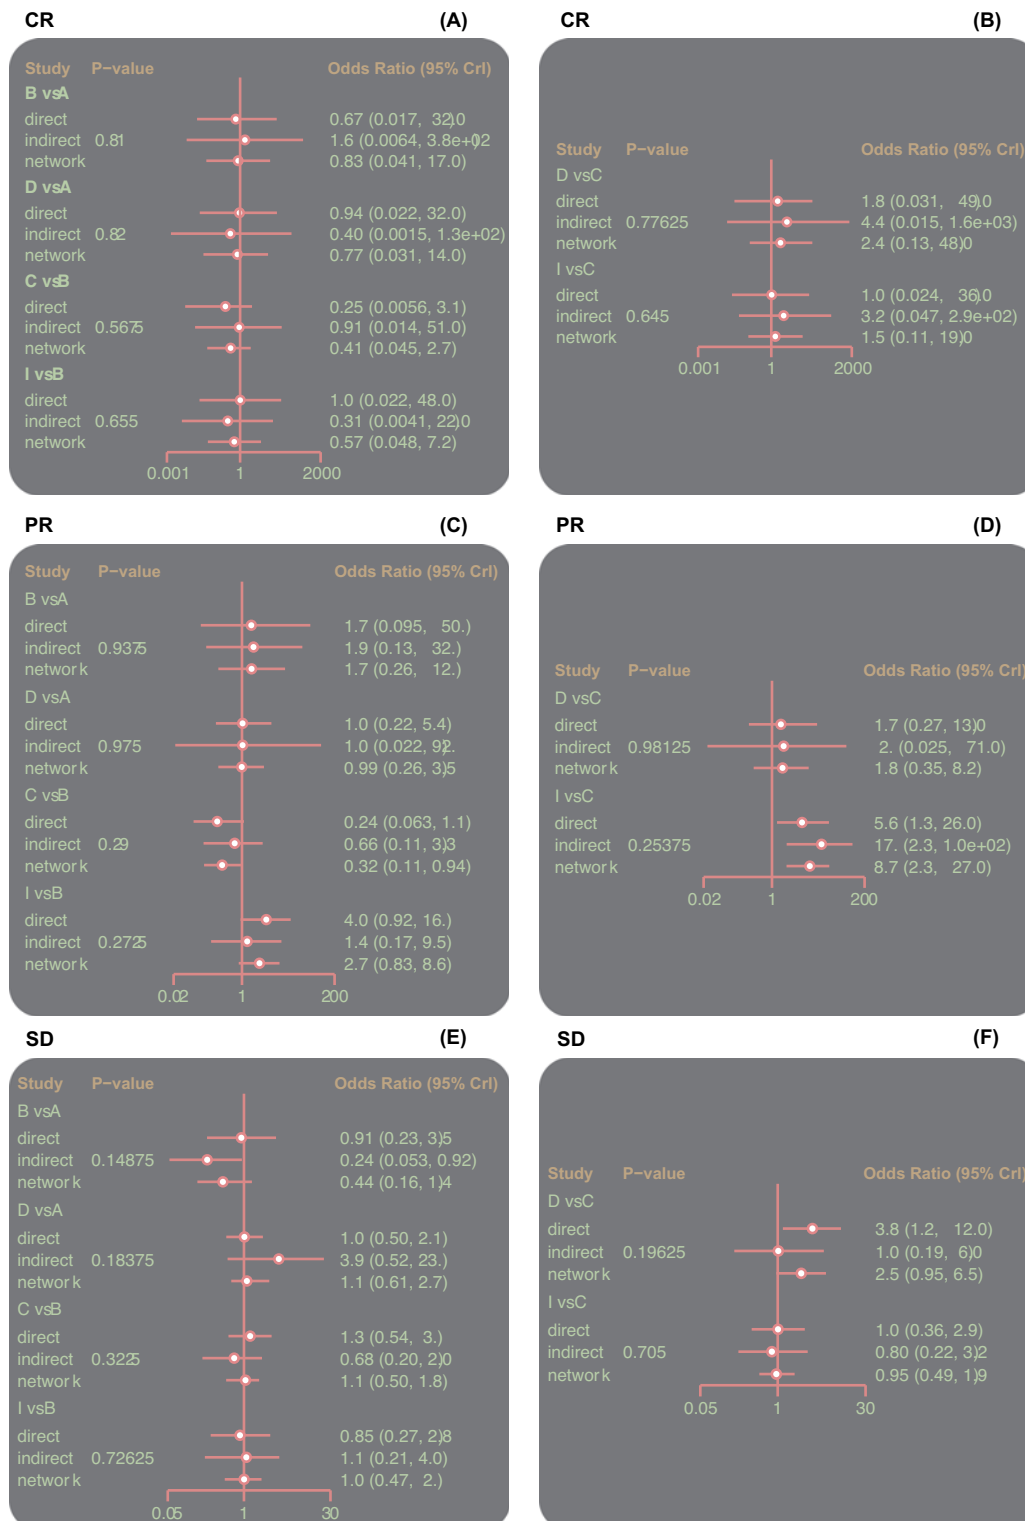 CR (A)
Study P-value Odds Ratio (95% CrI)
B vsA
direct 0.67 (0.017, 32.0
indirect 0.81 1.6 (0.0064, 3.8e+02
network 0.83 (0.041, 17.0)
D vsA
direct 0.94 (0.022, 32.0)
indirect 0.82 0.40 (0.0015, 1.3e+02)
network 0.77 (0.031, 14.0)
C vsB
direct 0.25 (0.0056, 3.1)
indirect 0.5675 0.91 (0.014, 51.0)
network 0.41 (0.045, 2.7)
I vsB
direct 1.0 (0.022, 48.0)
indirect 0.655 0.31 (0.0041, 22.0
network 0.57 (0.048, 7.2)
0.001 1 2000
CR (B)
Study P-value Odds Ratio (95% CrI)
D vsC
direct 1.8 (0.031, 49.0
indirect 0.77625 4.4 (0.015, 1.6e+03)
network 2.4 (0.13, 48.0
I vsC
direct 1.0 (0.024, 36.0
indirect 0.645 3.2 (0.047, 2.9e+02)
network 1.5 (0.11, 19.0
0.001 1 2000
PR (C)
Study P-value Odds Ratio (95% CrI)
B vsA
direct 1.7 (0.095, 50.)
indirect 0.9375 1.9 (0.13, 32.)
network 1.7 (0.26, 12.)
D vsA
direct 1.0 (0.22, 5.4)
indirect 0.975 1.0 (0.022, 92.
network 0.99 (0.26, 3.5
C vsB
direct 0.24 (0.063, 1.1)
indirect 0.29 0.66 (0.11, 3.3
network 0.32 (0.11, 0.94)
I vsB
direct 4.0 (0.92, 16.)
indirect 0.2725 1.4 (0.17, 9.5)
network 2.7 (0.83, 8.6)
0.02 1 200
PR (D)
Study P-value Odds Ratio (95% CrI)
D vsC
direct 1.7 (0.27, 13.0
indirect 0.98125 2. (0.025, 71.0)
network 1.8 (0.35, 8.2)
I vsC
direct 5.6 (1.3, 26.0)
indirect 0.25375 17. (2.3, 1.0e+02)
network 8.7 (2.3, 27.0)
0.02 1 200
SD (E)
Study P-value Odds Ratio (95% CrI)
B vsA
direct 0.91 (0.23, 3.5
indirect 0.14875 0.24 (0.053, 0.92)
network 0.44 (0.16, 1.4
D vsA
direct 1.0 (0.50, 2.1)
indirect 0.18375 3.9 (0.52, 23.)
network 1.1 (0.61, 2.7)
C vsB
direct 1.3 (0.54, 3.)
indirect 0.3225 0.68 (0.20, 2.0
network 1.1 (0.50, 1.8)
I vsB
direct 0.85 (0.27, 2.8
indirect 0.72625 1.1 (0.21, 4.0)
network 1.0 (0.47, 2.)
0.05 1 30
SD (F)
Study P-value Odds Ratio (95% CrI)
D vsC
direct 3.8 (1.2, 12.0)
indirect 0.19625 1.0 (0.19, 6.0
network 2.5 (0.95, 6.5)
I vsC
direct 1.0 (0.36, 2.9)
indirect 0.705 0.80 (0.22, 3.2
network 0.95 (0.49, 1.9
0.05 1 30